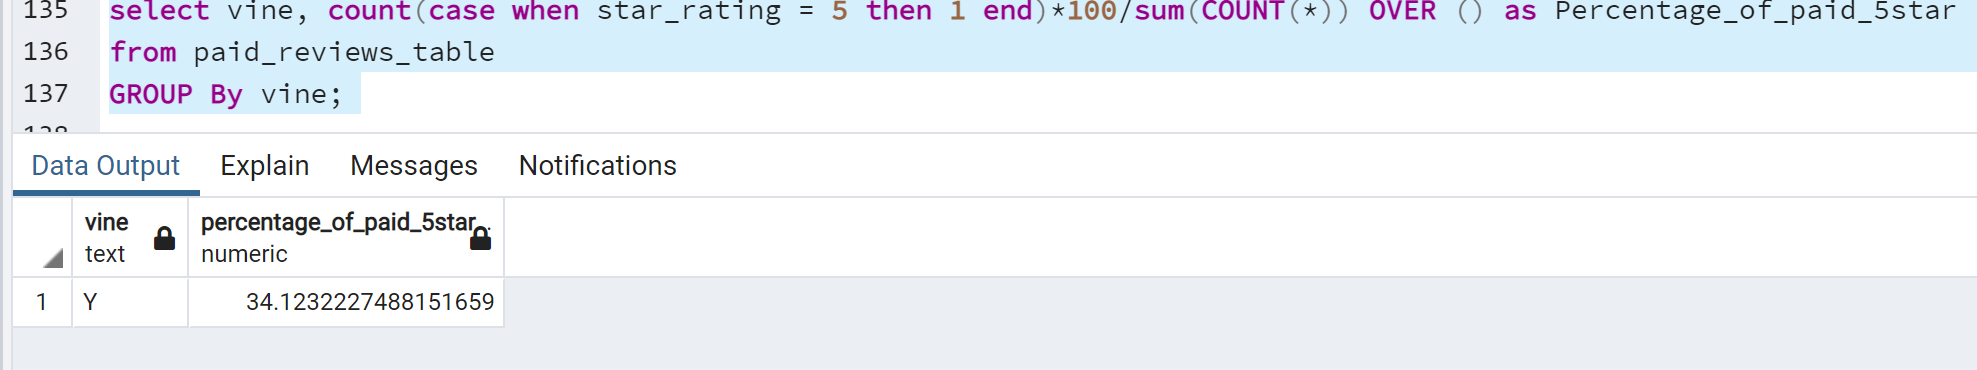 135 select vine, count(case when star_rating = 5 then 1 end)*100/sum(COUNT(*)) OVER () as Percentage_of_paid_5star
136 from paid_reviews_table
137 GROUP By vine;
138
Data Output Explain Messages Notifications
vine percentage_of_paid_5star..
text numeric
1 Y 34.1232227488151659